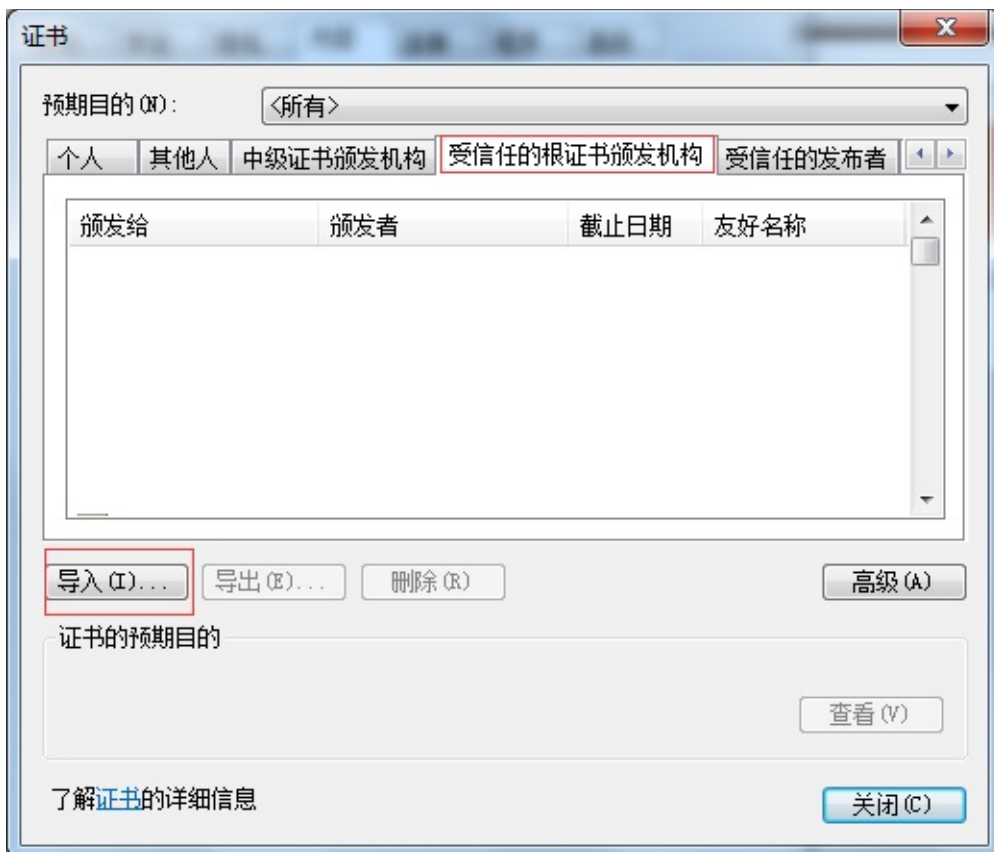 证书
预期目的(N): <所有>
个人 其他人 中级证书颁发机构 受信任的根证书颁发机构 受信任的发布者
颁发给 颁发者 截止日期 友好名称
导入(I)... 导出(E)... 删除(R) 高级(A)
证书的预期目的
查看(V)
了解证书的详细信息
关闭(C)